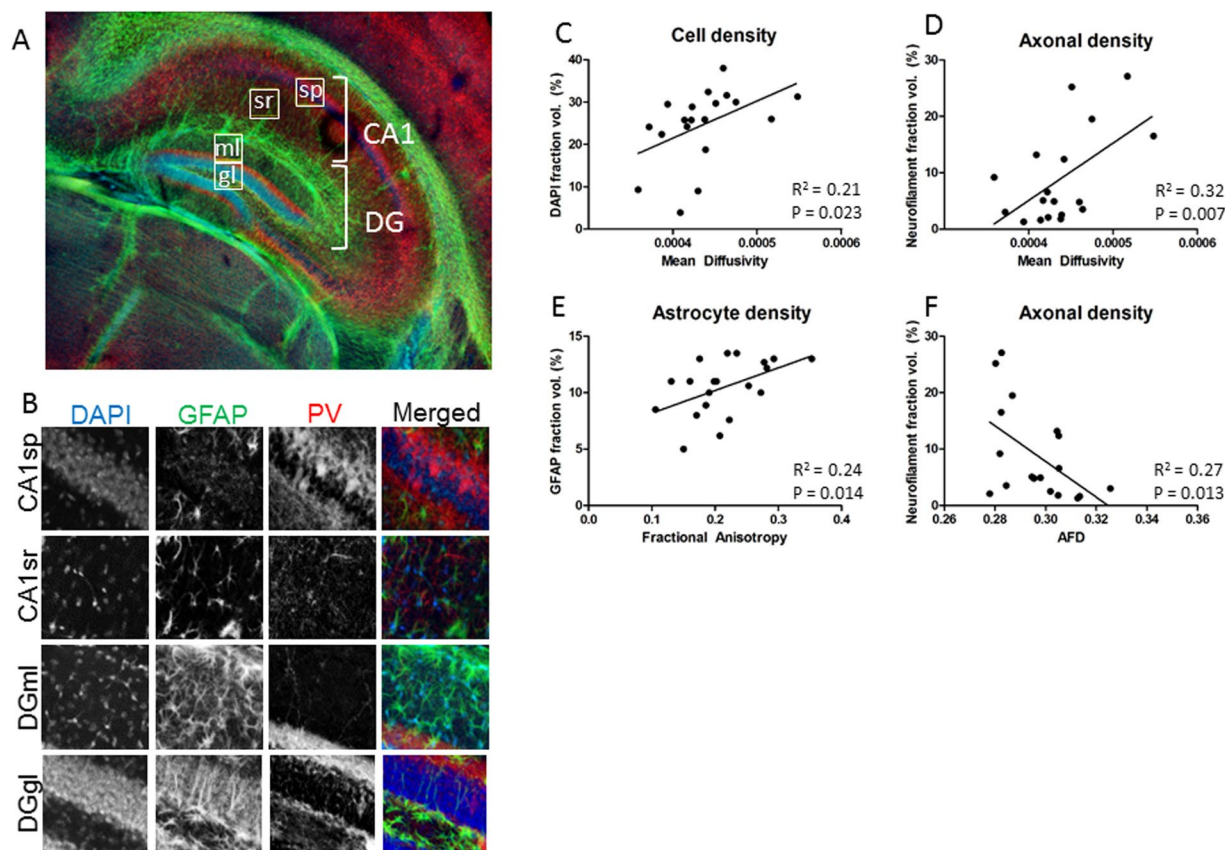 A
sr
sp
ml
gl
CA1
DG
B
DAPI GFAP PV Merged
CA1sp
CA1sr
DGml
DGgl
C
Cell density
DAPI fraction vol. (%)
40
30
20
10
0
R² = 0.21
P = 0.023
0.0004 0.0005 0.0006
Mean Diffusivity
D
Axonal density
Neurofilament fraction vol. (%)
30
20
10
0
R² = 0.32
P = 0.007
0.0004 0.0005 0.0006
Mean Diffusivity
E
Astrocyte density
GFAP fraction vol. (%)
15
10
5
0
R² = 0.24
P = 0.014
0.0 0.1 0.2 0.3 0.4
Fractional Anisotropy
F
Axonal density
Neurofilament fraction vol. (%)
30
20
10
0
R² = 0.27
P = 0.013
0.26 0.28 0.30 0.32 0.34 0.36
AFD